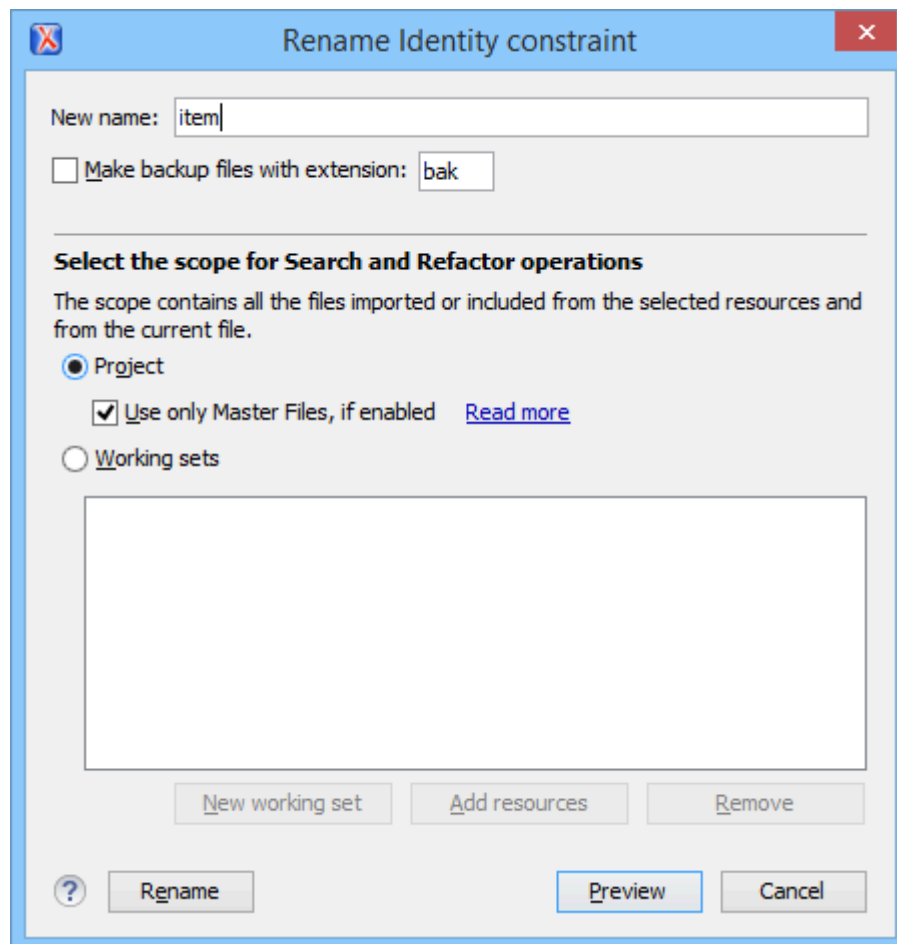 Rename Identity constraint
New name: item
Make backup files with extension: bak
Select the scope for Search and Refactor operations
The scope contains all the files imported or included from the selected resources and
from the current file.
Project
Use only Master Files, if enabled Read more
Working sets
New working set Add resources Remove
? Rename Preview Cancel